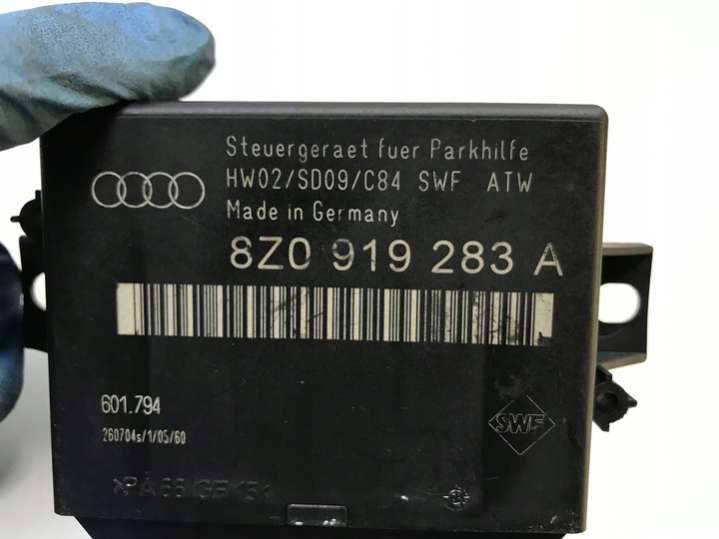 Steuergeraet fuer Parkhilfe
HW02/SD09/C84 SWF ATW
Made in Germany
8Z0 919 283 A
601.794
260704s/1/05/60
SWF